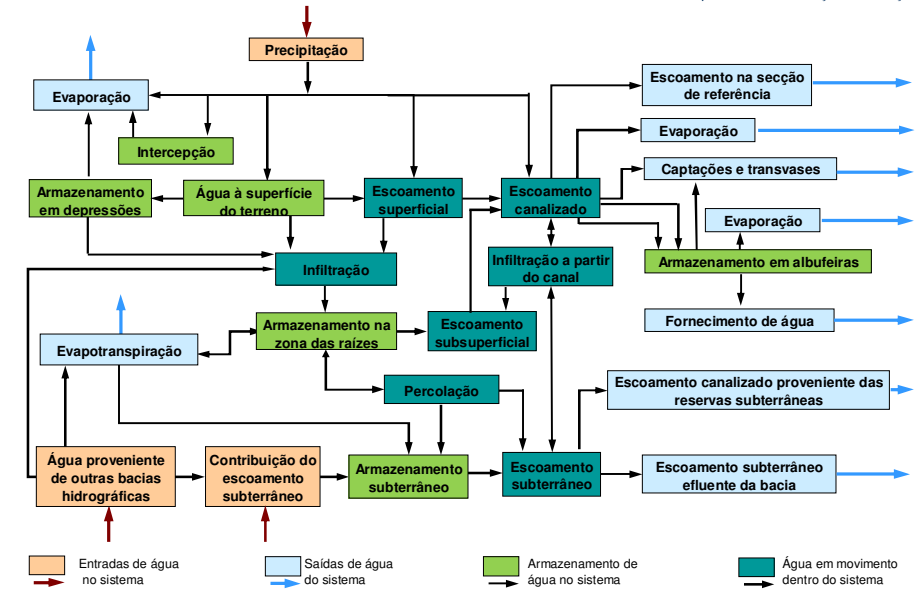 Precipitação
Escoamento na secção
de referência
Evaporação
Evaporação
Intercepção
Captações e transvases
Armazenamento
em depressões
Água à superfície
do terreno
Escoamento
superficial
Escoamento
canalizado
Evaporação
Infiltração
Infiltração a partir
do canal
Armazenamento em albufeiras
Armazenamento na
zona das raízes
Escoamento
subsuperficial
Fornecimento de água
Evapotranspiração
Percolação
Escoamento canalizado proveniente das
reservas subterrâneas
Água proveniente
de outras bacias
hidrográficas
Contribuição do
escoamento
subterrâneo
Armazenamento
subterrâneo
Escoamento
subterrâneo
Escoamento subterrâneo
efluente da bacia
Entradas de água
no sistema
Saídas de água
do sistema
Armazenamento de
água no sistema
Água em movimento
dentro do sistema